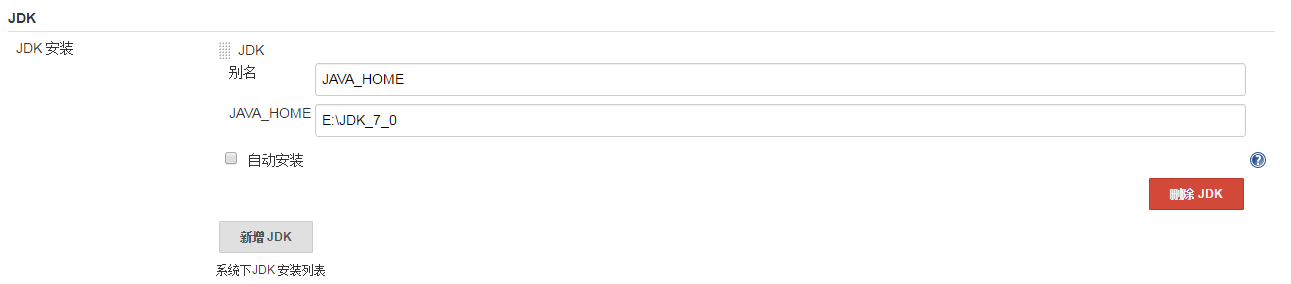 JDK
JDK 安装
JDK
别名
JAVA_HOME
JAVA_HOME
E:\JDK_7_0
自动安装
?
删除 JDK
新增 JDK
系统下JDK 安装列表